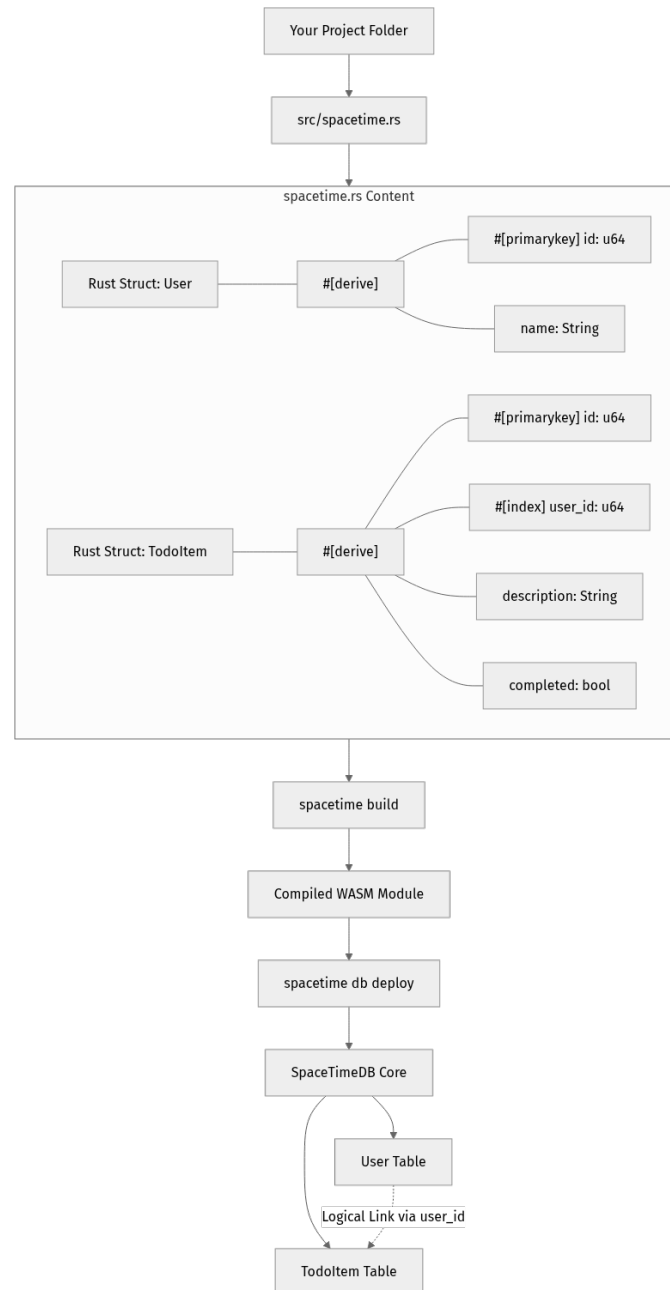 Your Project Folder
src/spacetime.rs
spacetime.rs Content
Rust Struct: User
#[derive]
#[primarykey] id: u64
name: String
Rust Struct: TodoItem
#[derive]
#[primarykey] id: u64
#[index] user_id: u64
description: String
completed: bool
spacetime build
Compiled WASM Module
spacetime db deploy
SpaceTimeDB Core
User Table
Logical Link via user_id
TodoItem Table